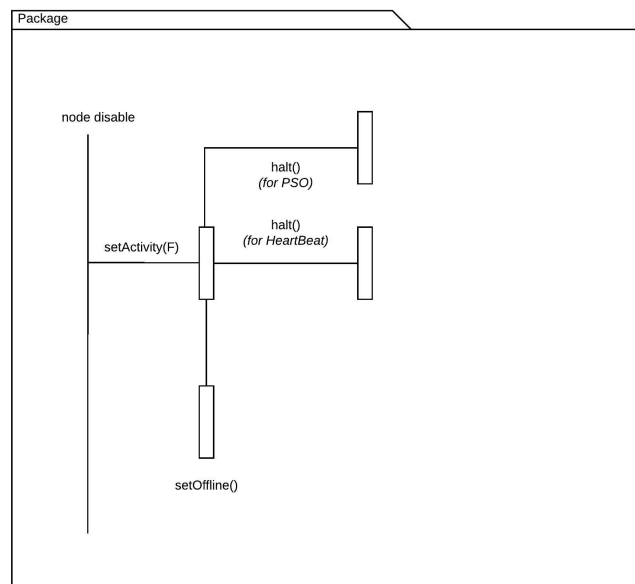 Package
node disable
halt()
(for PSO)
halt()
(for HeartBeat)
setActivity(F)
setOffline()